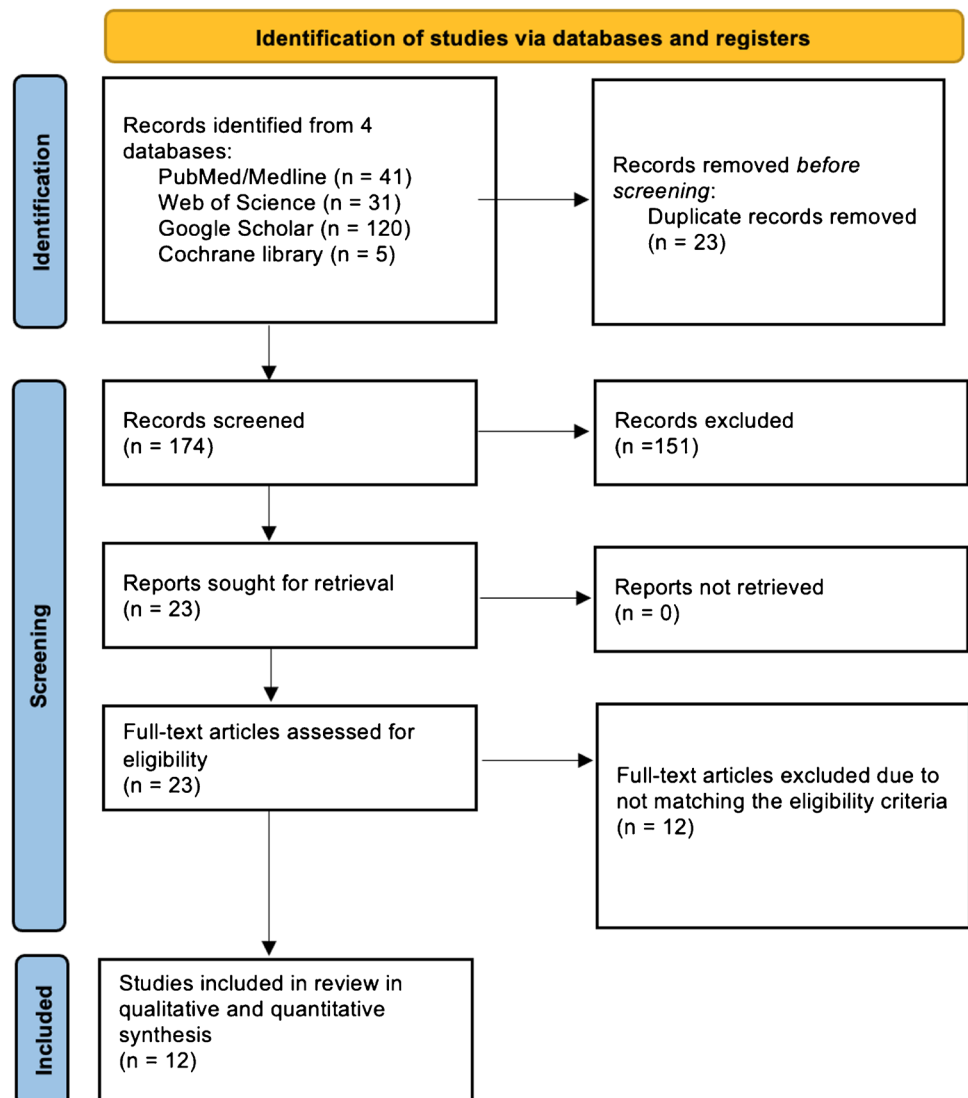 Identification of studies via databases and registers
Identification
Records identified from 4
databases:
PubMed/Medline (n = 41)
Web of Science (n = 31)
Google Scholar (n = 120)
Cochrane library (n = 5)
Records removed before
screening:
Duplicate records removed
(n = 23)
Screening
Records screened
(n = 174)
Records excluded
(n =151)
Reports sought for retrieval
(n = 23)
Reports not retrieved
(n = 0)
Full-text articles assessed for
eligibility
(n = 23)
Full-text articles excluded due to
not matching the eligibility criteria
(n = 12)
Included
Studies included in review in
qualitative and quantitative
synthesis
(n = 12)